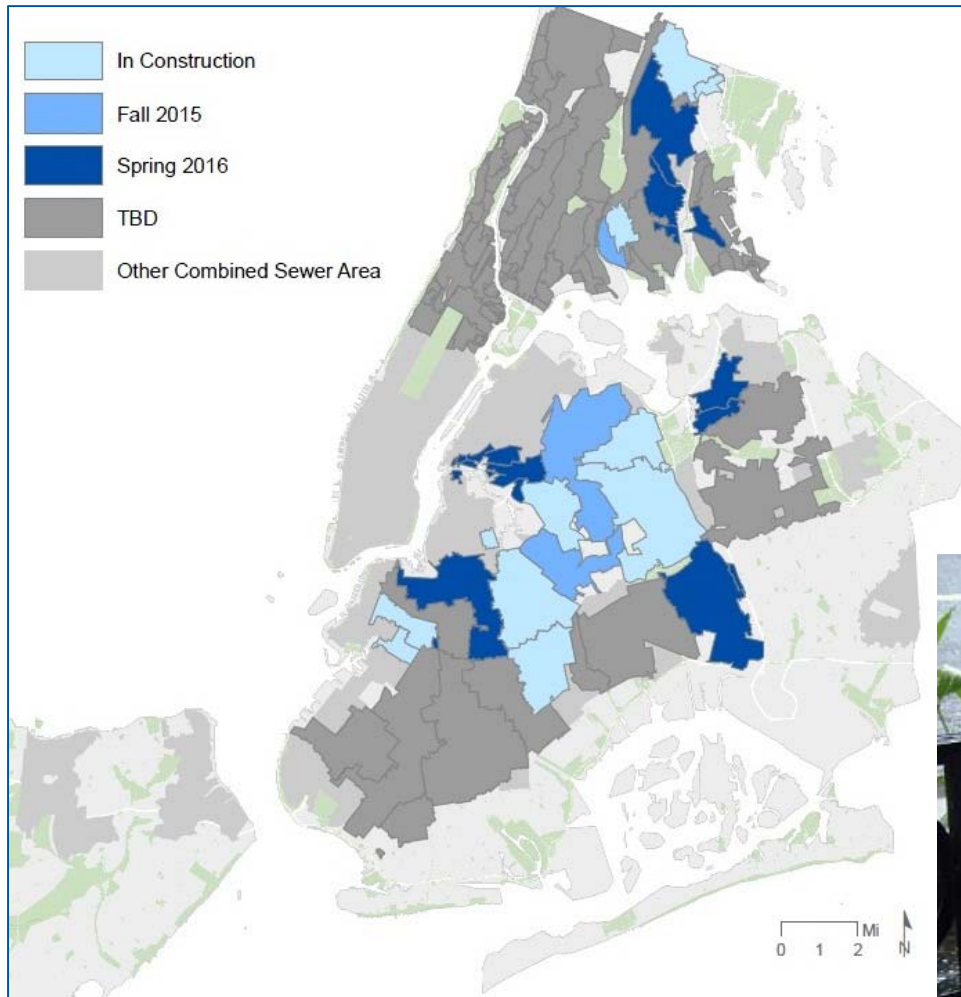 In Construction
Fall 2015
Spring 2016
TBD
Other Combined Sewer Area
Mi
0 1 2
N